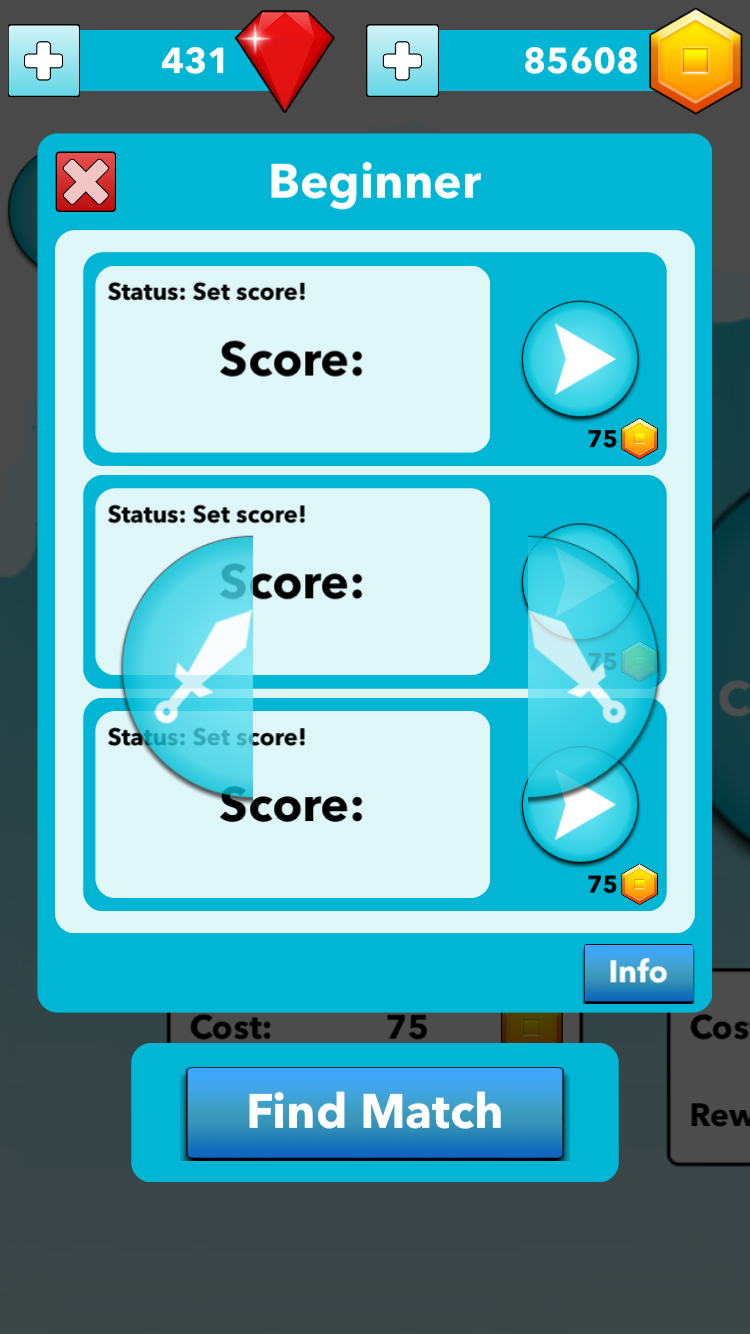 431
85608
Beginner
Status: Set score!
Score:
75
Status: Set score!
Score:
75
Status: Set score!
Score:
75
Info
Cost:
75
Cos
Rew
Find Match
C